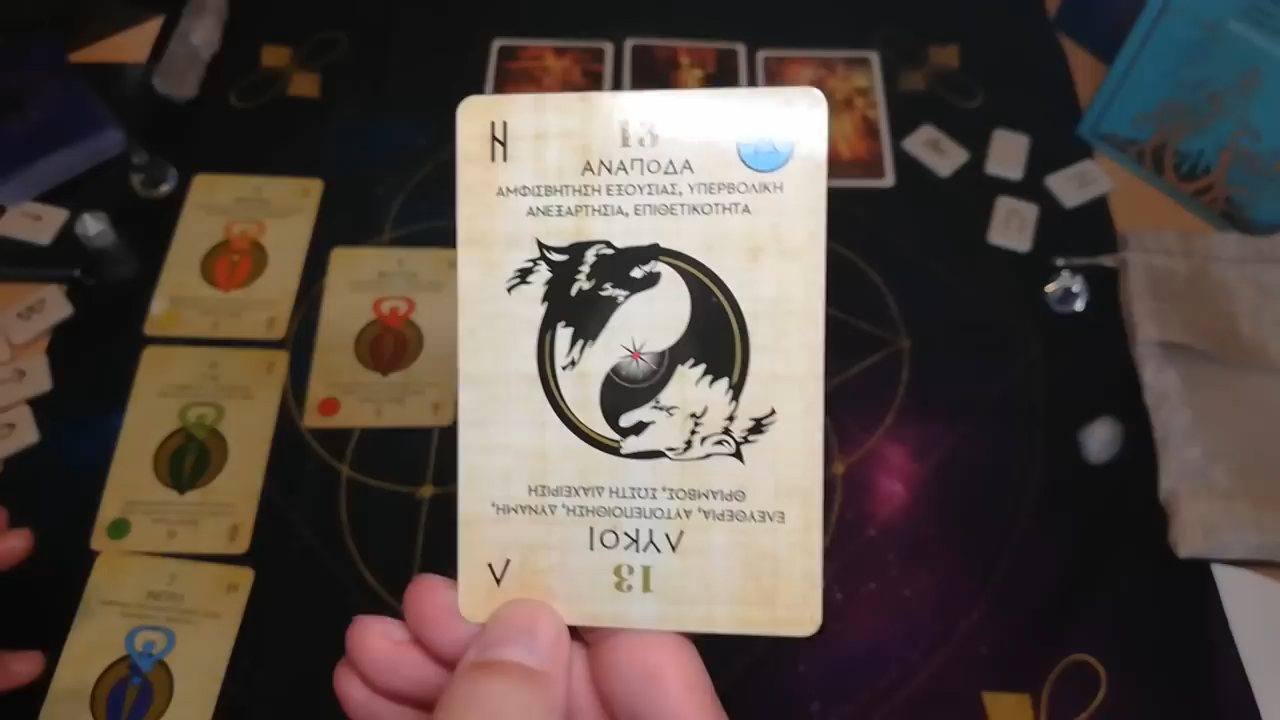 13
ΑΝΑΠΟΔΑ
ΑΜΦΙΣΒΗΤΗΣΗ ΕΞΟΥΣΙΑΣ, ΥΠΕΡΒΟΛΙΚΗ
ΑΝΕΞΑΡΤΗΣΙΑ, ΕΠΙΘΕΤΙΚΟΤΗΤΑ
13
ΛΥΚΟΙ
ΕΛΕΥΘΕΡΙΑ, ΑΥΤΟΠΕΠΟΙΘΗΣΗ, ΔΥΝΑΜΗ,
ΘΡΙΑΜΒΟΣ, ΣΩΣΤΗ ΔΙΑΧΕΙΡΙΣΗ